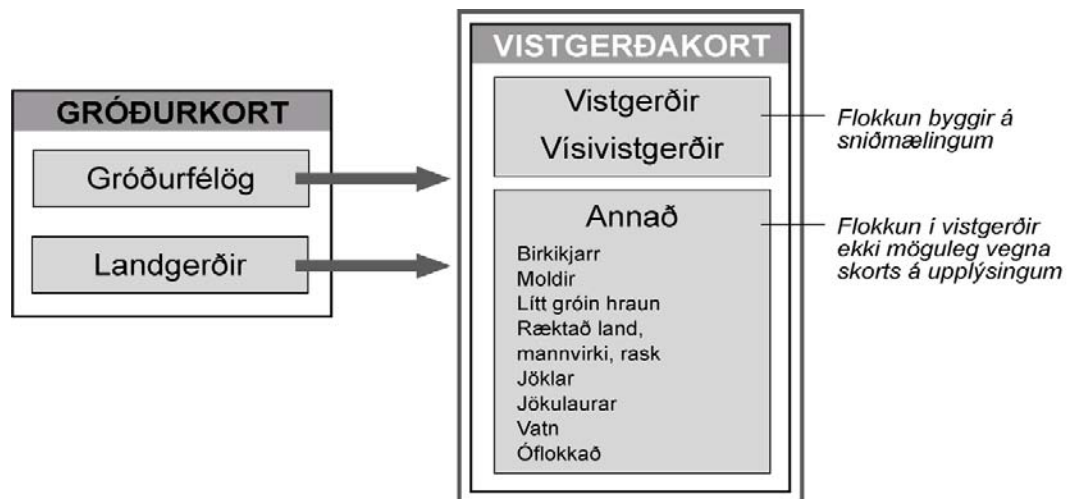 GRÓÐURKORT
Gróðurfélög
Landgerðir
VISTGERÐAKORT
Vistgerðir
Vísivistgerðir
Annað
Birkikjarr
Moldir
Lítt gróin hraun
Ræktað land,
mannvirki, rask
Jöklar
Jökulaurar
Vatn
Óflokkað
Flokkun byggir á
sniðmælingum
Flokkun í vistgerðir
ekki möguleg vegna
skorts á upplýsingum